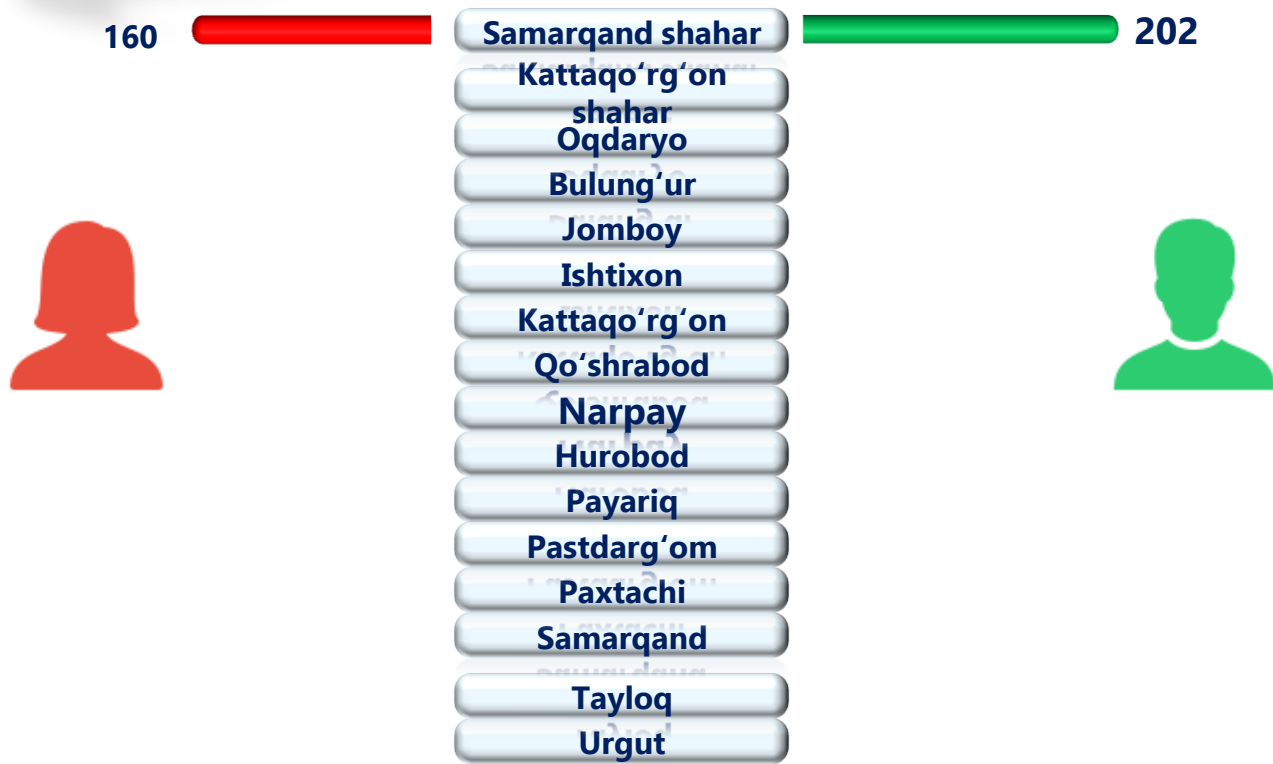 160 Samarqand shahar 202
Kattaqo‘rg‘on
shahar
Oqdaryo
Bulung‘ur
Jomboy
Ishtixon
Kattaqo‘rg‘on
Qo‘shrabod
Narpay
Hurobod
Payariq
Pastdarg‘om
Paxtachi
Samarqand
Tayloq
Urgut